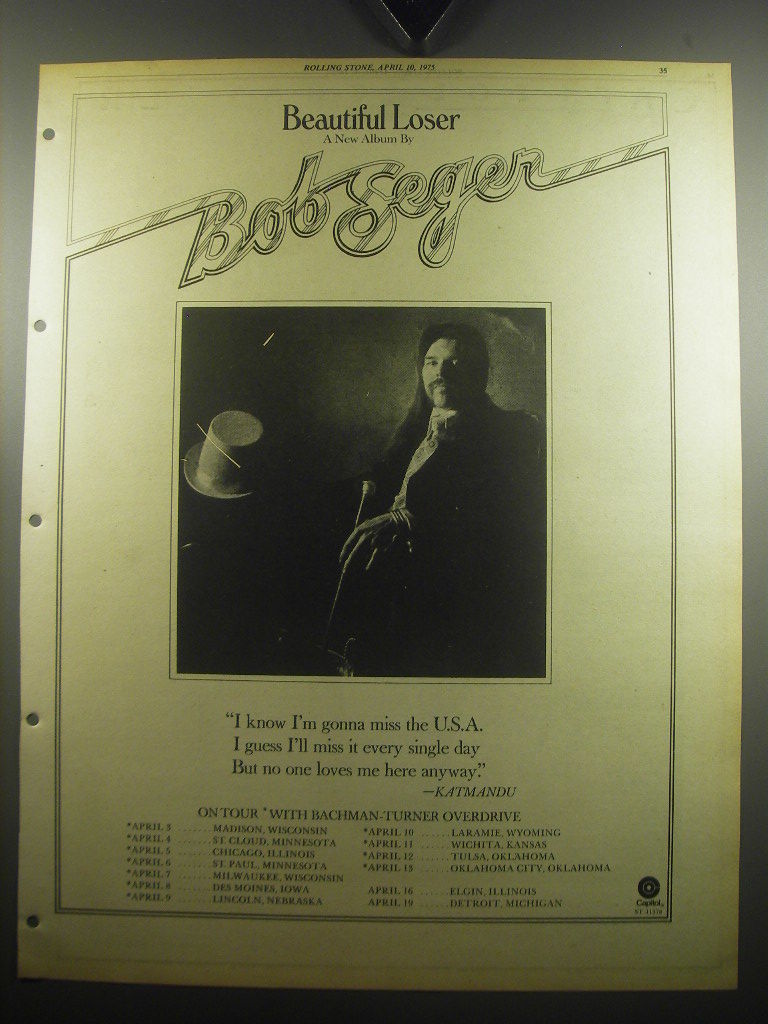 ROLLING STONE, APRIL 10, 1975
35
Beautiful Loser
A New Album By
Bob Seger
“I know I'm gonna miss the U.S.A.
I guess I'll miss it every single day
But no one loves me here anyway.”
—KATMANDU
ON TOUR *WITH BACHMAN-TURNER OVERDRIVE
*APRIL 3 ....... MADISON, WISCONSIN
*APRIL 4 ....... ST. CLOUD, MINNESOTA
*APRIL 5 ....... CHICAGO, ILLINOIS
*APRIL 6 ....... ST. PAUL, MINNESOTA
*APRIL 7 ....... MILWAUKEE, WISCONSIN
*APRIL 8 ....... DES MOINES, IOWA
*APRIL 9 ....... LINCOLN, NEBRASKA
*APRIL 10 ...... LARAMIE, WYOMING
*APRIL 11 ...... WICHITA, KANSAS
*APRIL 12 ...... TULSA, OKLAHOMA
*APRIL 13 ...... OKLAHOMA CITY, OKLAHOMA
APRIL 16 ...... ELGIN, ILLINOIS
APRIL 19 ...... DETROIT, MICHIGAN
Capitol
ST 11378